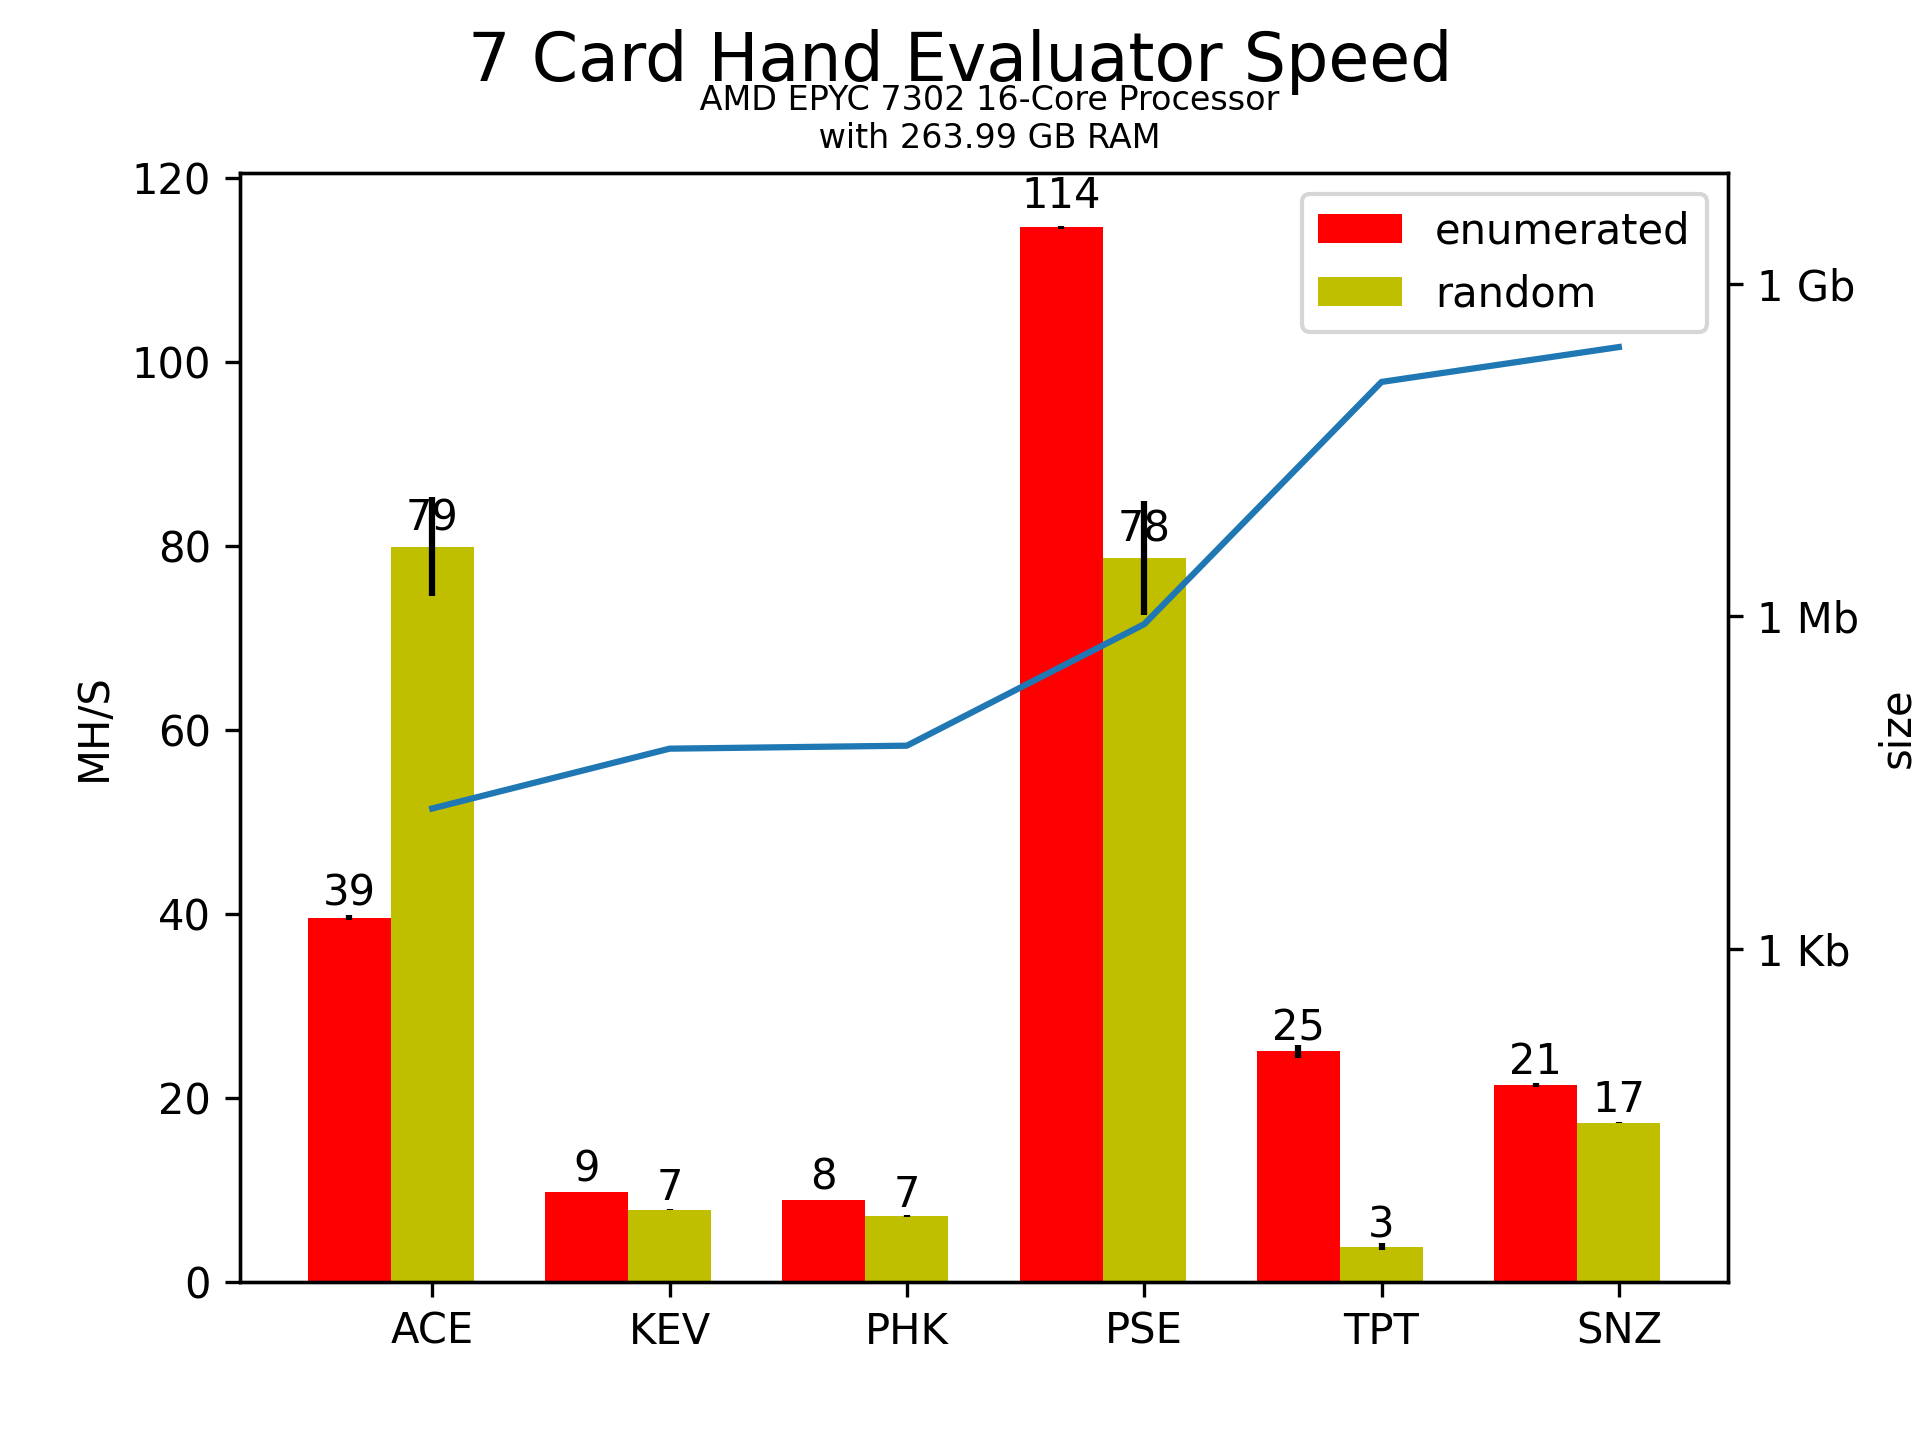 7 Card Hand Evaluator Speed
AMD EPYC 7302 16-Core Processor
with 263.99 GB RAM
120
100
80
60
40
20
0
MH/S
enumerated
random
1 Gb
1 Mb
1 Kb
size
39
79
9
7
8
7
114
78
25
3
21
17
ACE
KEV
PHK
PSE
TPT
SNZ